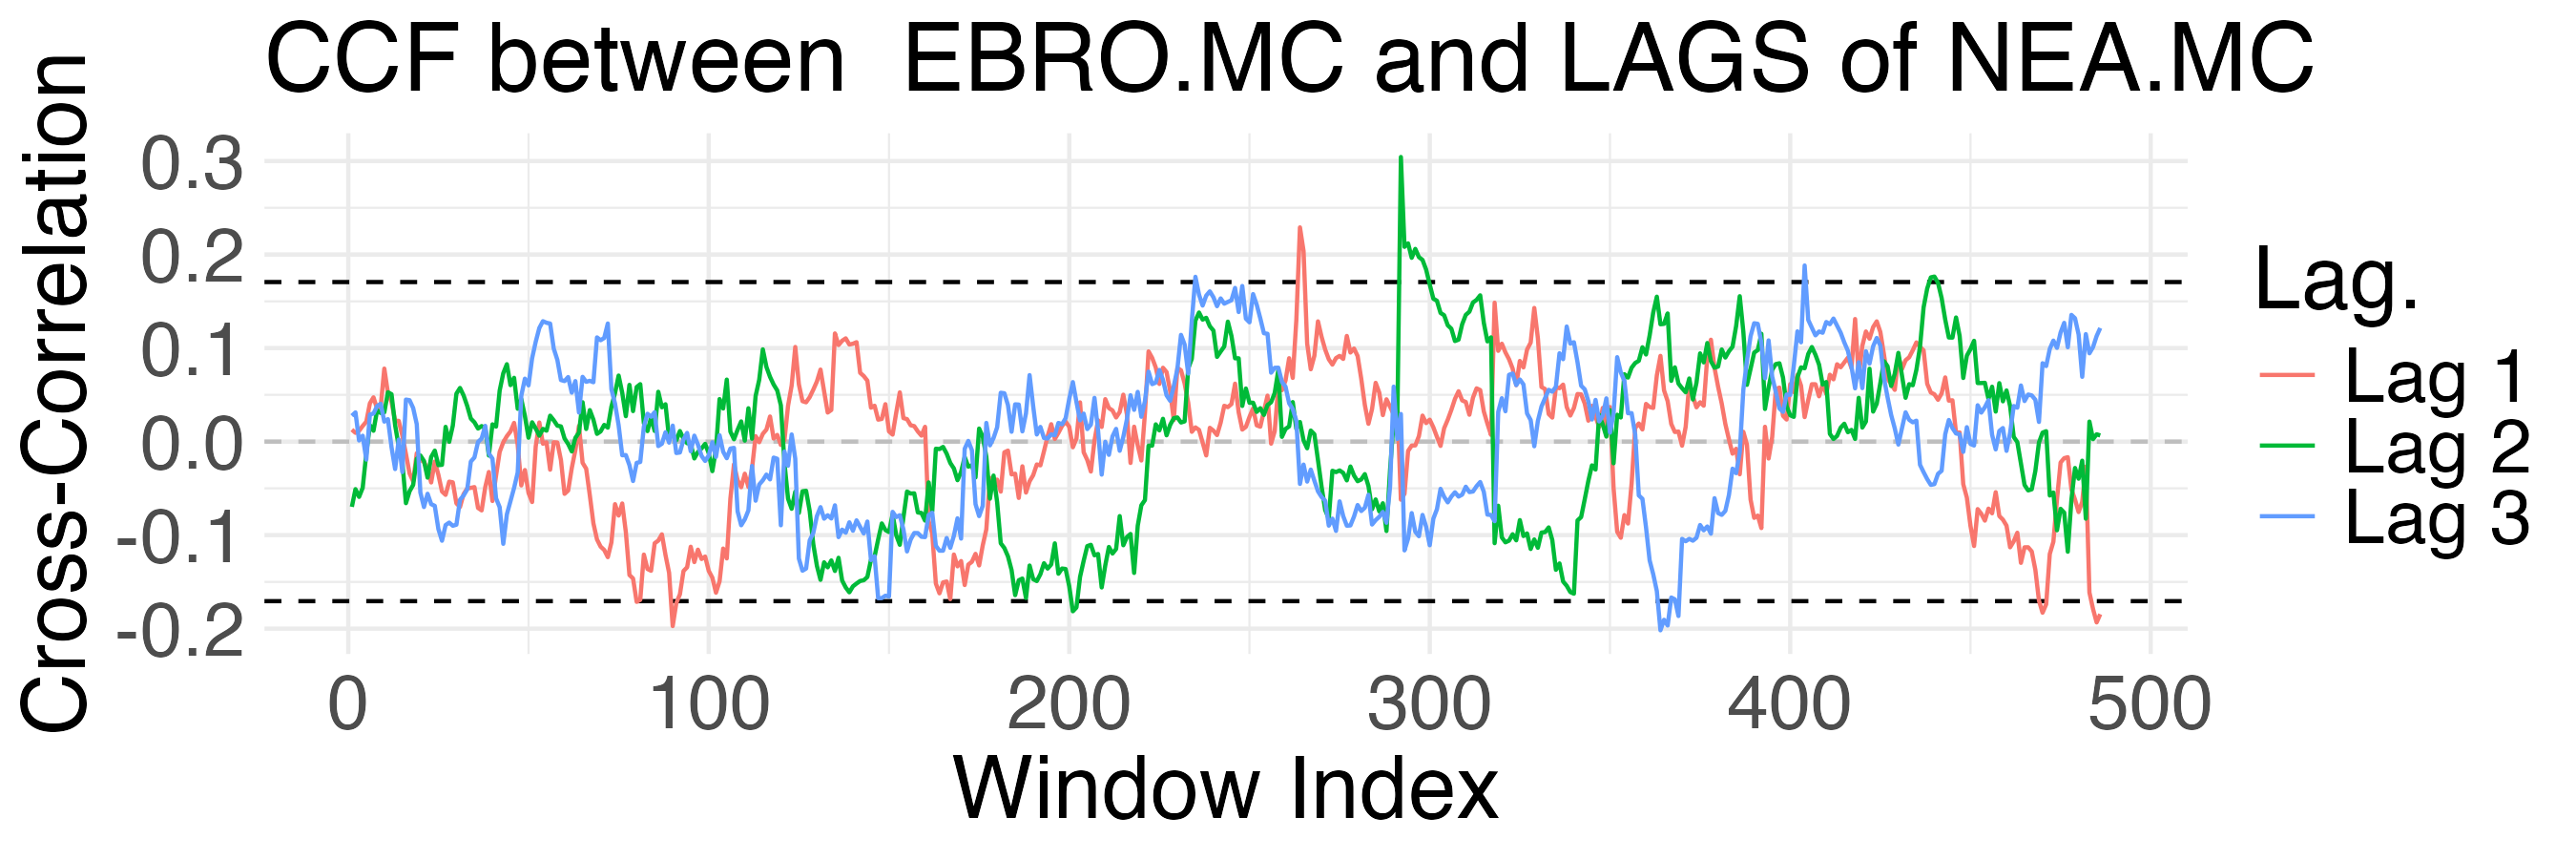 CCF between  EBRO.MC and LAGS of NEA.MC
Cross-Correlation
0.3
0.2
0.1
0.0
-0.1
-0.2
0 100 200 300 400 500
Window Index
Lag.
Lag 1
Lag 2
Lag 3